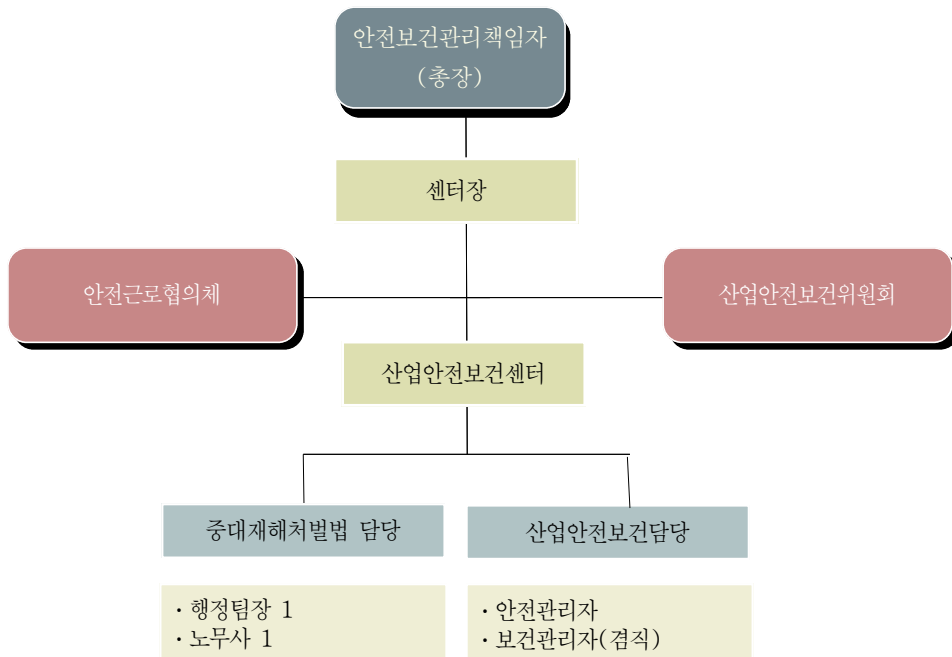 안전보건관리책임자
(총장)
센터장
안전근로협의체
산업안전보건위원회
산업안전보건센터
중대재해처벌법 담당
산업안전보건담당
· 행정팀장 1
· 노무사 1
· 안전관리자
· 보건관리자(겸직)